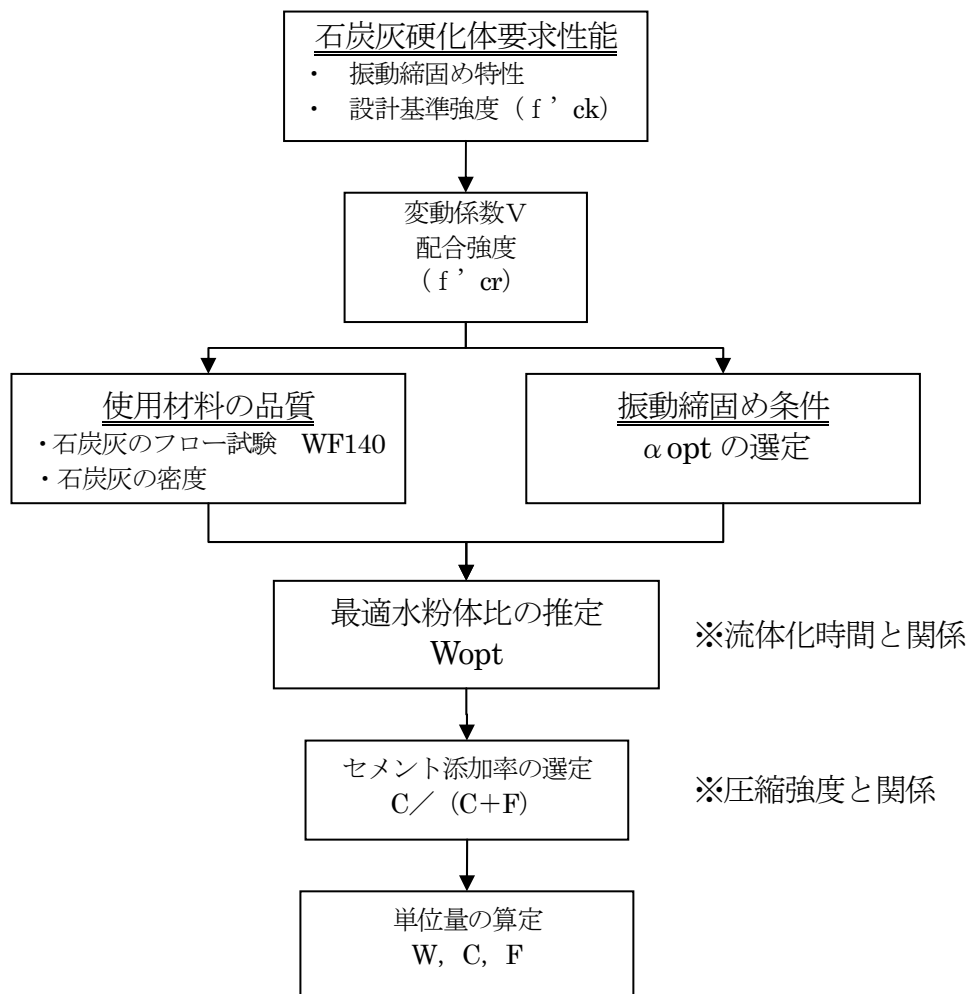 石炭灰硬化体要求性能
・ 振動締固め特性
・ 設計基準強度(f’ck)
変動係数V
配合強度
(f’cr)
使用材料の品質
・石炭灰のフロー試験 WF140
・石炭灰の密度
振動締固め条件
αopt の選定
最適水粉体比の推定
Wopt
※流体化時間と関係
セメント添加率の選定
C/(C+F)
※圧縮強度と関係
単位量の算定
W, C, F